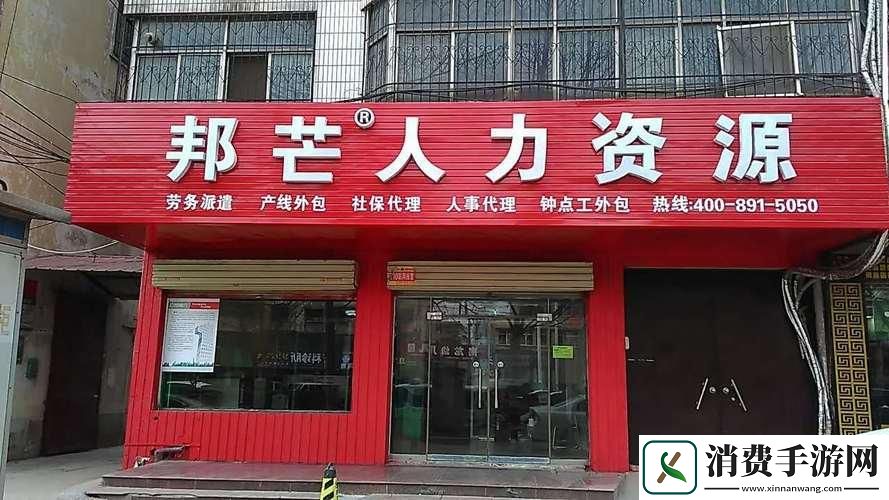 邦芒®人力资源
劳务派遣 产线外包 社保代理 人事代理 钟点工外包 热线:400-891-5050
消费手游网
www.xinnanwang.com